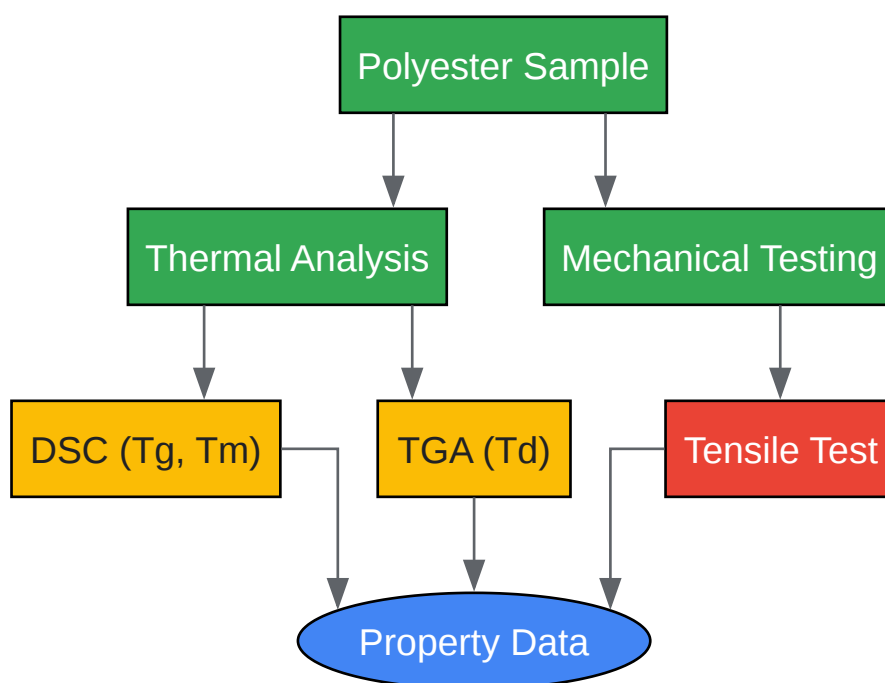 Polyester Sample
Thermal Analysis
Mechanical Testing
DSC (Tg, Tm)
TGA (Td)
Tensile Test
Property Data